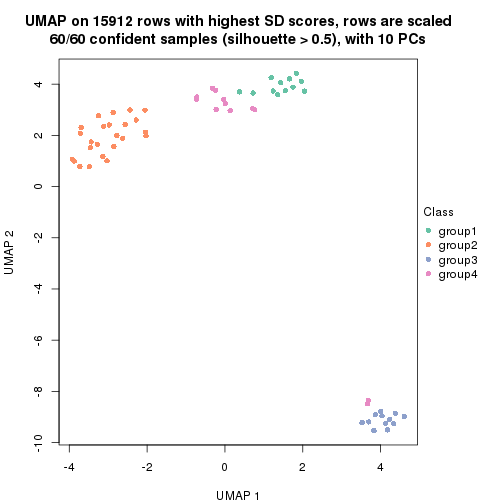 UMAP on 15912 rows with highest SD scores, rows are scaled
60/60 confident samples (silhouette > 0.5), with 10 PCs
4
2
0
-2
-4
-6
-8
-10
UMAP 2
-4 -2 0 2 4
UMAP 1
Class
group1
group2
group3
group4